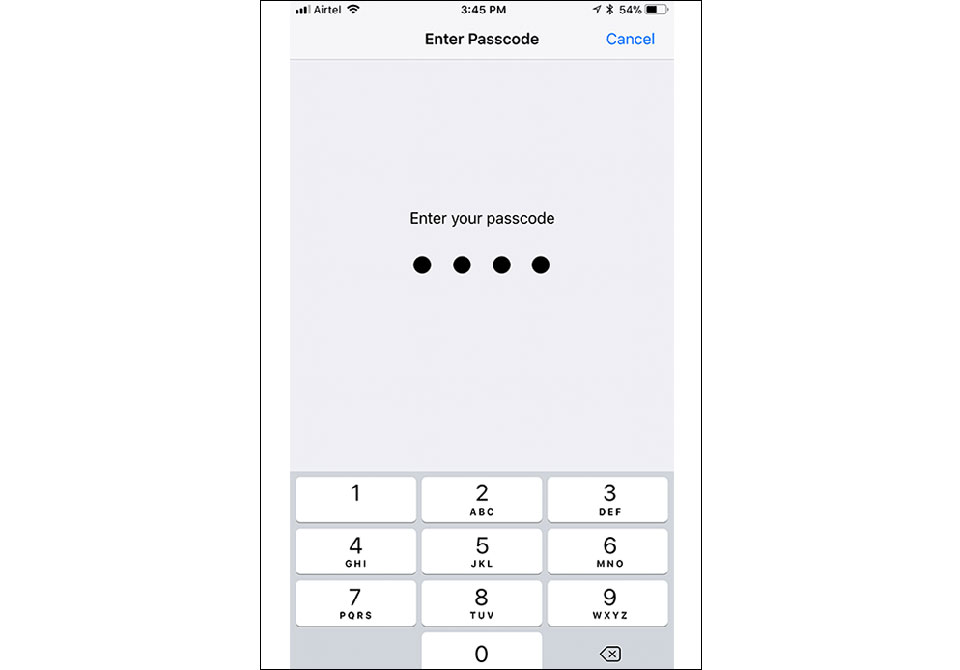 Airtel 3:45 PM 54%
Enter Passcode Cancel
Enter your passcode
1 2 3
ABC DEF
4 5 6
GHI JKL MNO
7 8 9
PQRS TUV WXYZ
0